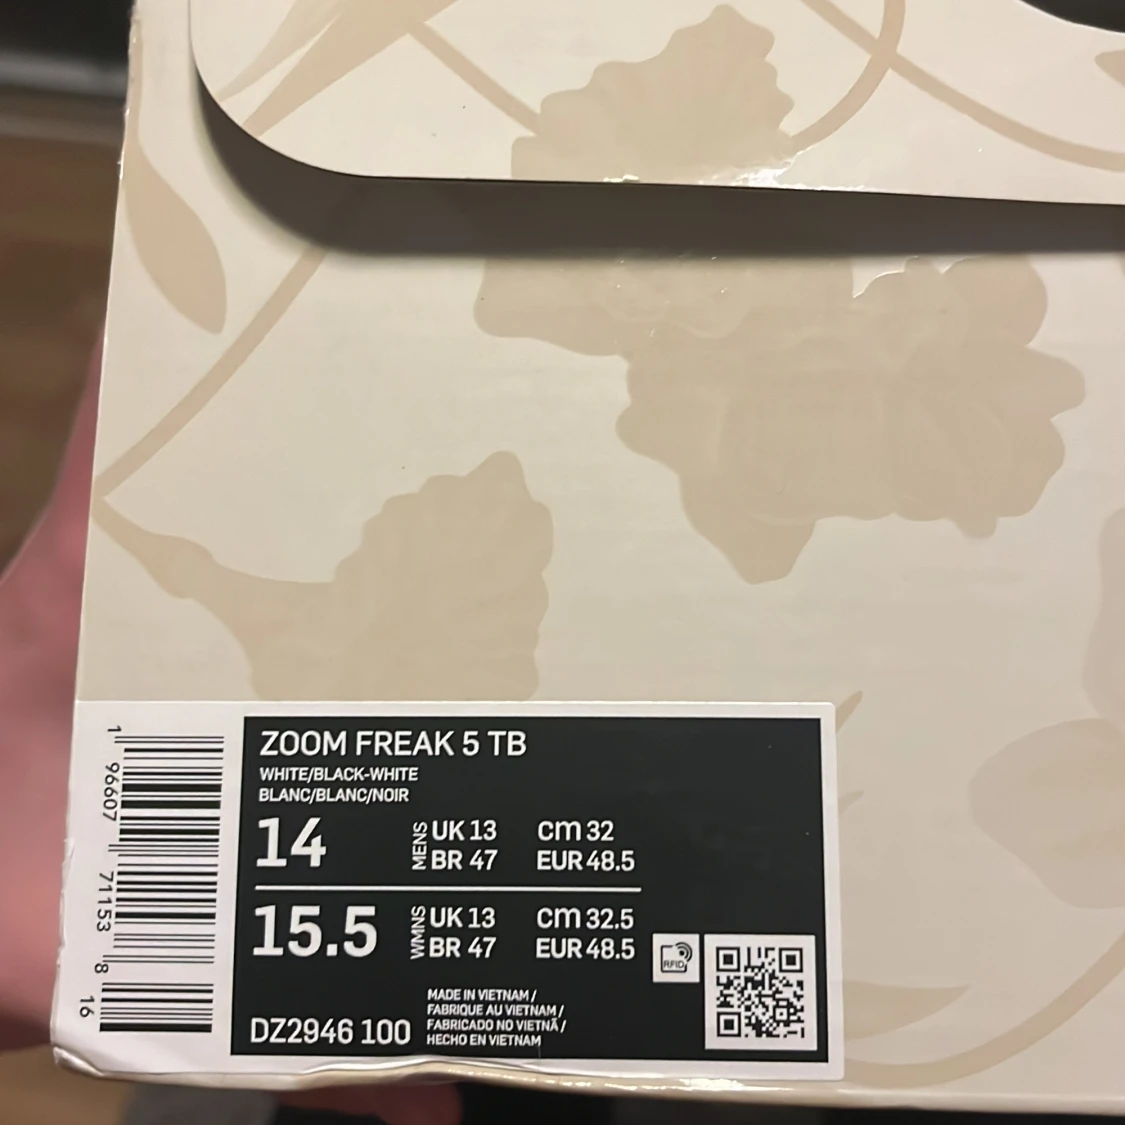 ZOOM FREAK 5 TB
WHITE/BLACK-WHITE
BLANC/BLANC/NOIR
14 MENS UK 13 cm 32
BR 47 EUR 48.5
15.5 WMNS UK 13 cm 32.5
BR 47 EUR 48.5
RFID
DZ2946 100
MADE IN VIETNAM /
FABRIQUE AU VIETNAM /
FABRICADO NO VIETNÃ /
HECHO EN VIETNAM
1 96607 71153 8 16